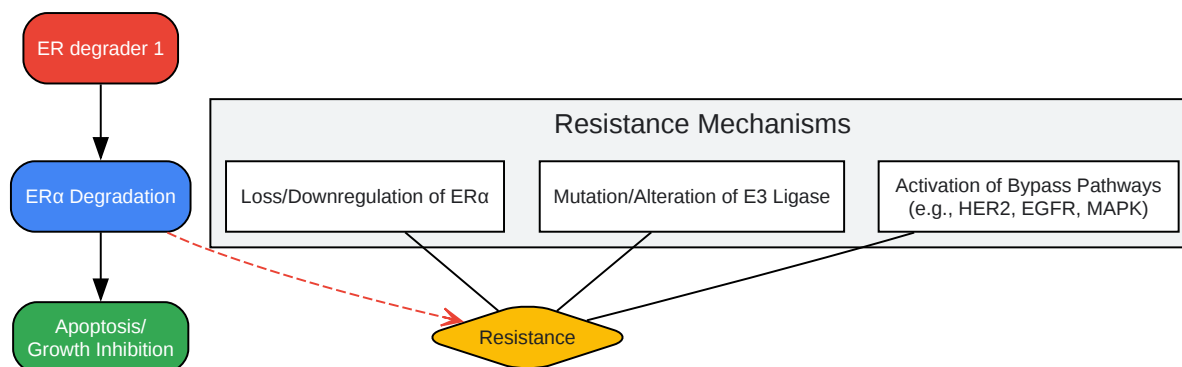 ER degrader 1
Resistance Mechanisms
ERα Degradation
Loss/Downregulation of ERα
Mutation/Alteration of E3 Ligase
Activation of Bypass Pathways
(e.g., HER2, EGFR, MAPK)
Apoptosis/
Growth Inhibition
Resistance